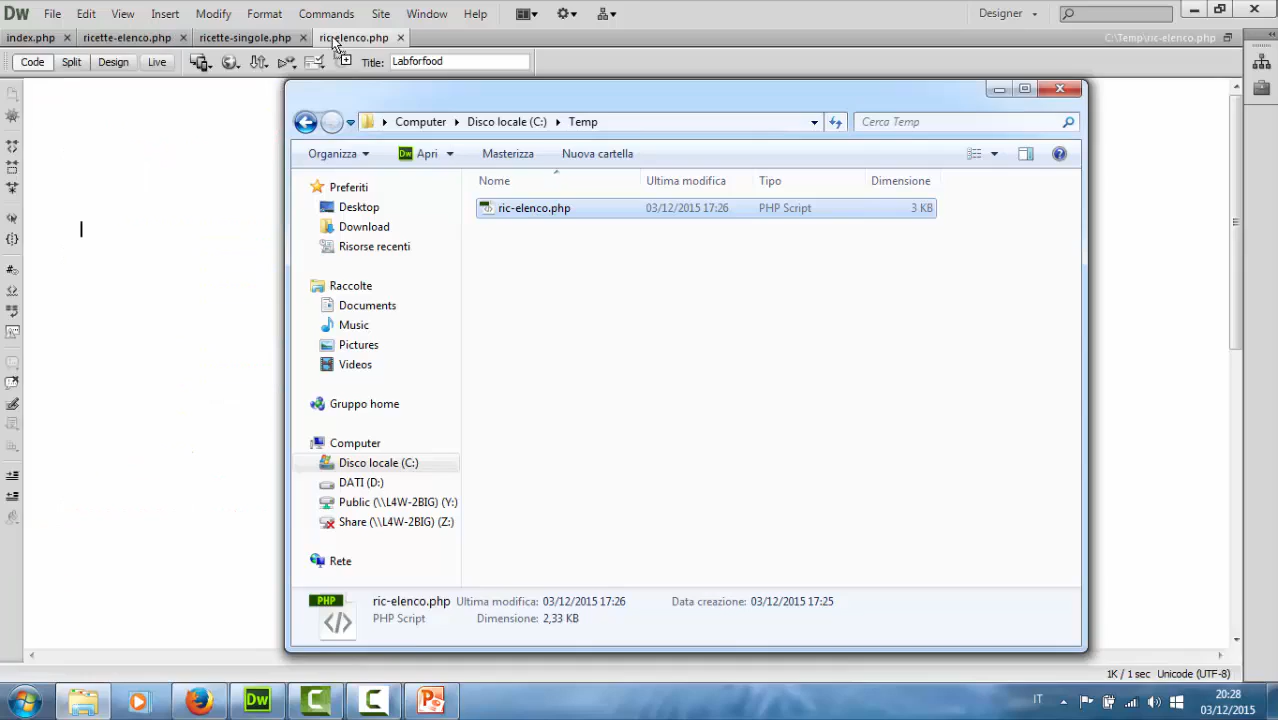 Dw File Edit View Insert Modify Format Commands Site Window Help Designer
index.php × ricette-elenco.php × ricette-singole.php × ric-elenco.php × C:\Temp\ric-elenco.php
Code Split Design Live Title: Labforfood
Computer Disco locale (C:) Temp Cerca Temp
Organizza Dw Apri Masterizza Nuova cartella
Nome Ultima modifica Tipo Dimensione
Preferiti
ric-elenco.php 03/12/2015 17:26 PHP Script 3 KB
Desktop
Download
Risorse recenti
Raccolte
Documents
Music
Pictures
Videos
Gruppo home
Computer
Disco locale (C:)
DATI (D:)
Public (\\L4W-2BIG) (Y:)
Share (\\L4W-2BIG) (Z:)
Rete
PHP ric-elenco.php Ultima modifica: 03/12/2015 17:26 Data creazione: 03/12/2015 17:25
PHP Script Dimensione: 2,33 KB
1K / 1 sec Unicode (UTF-8)
Dw IT 20:28
03/12/2015